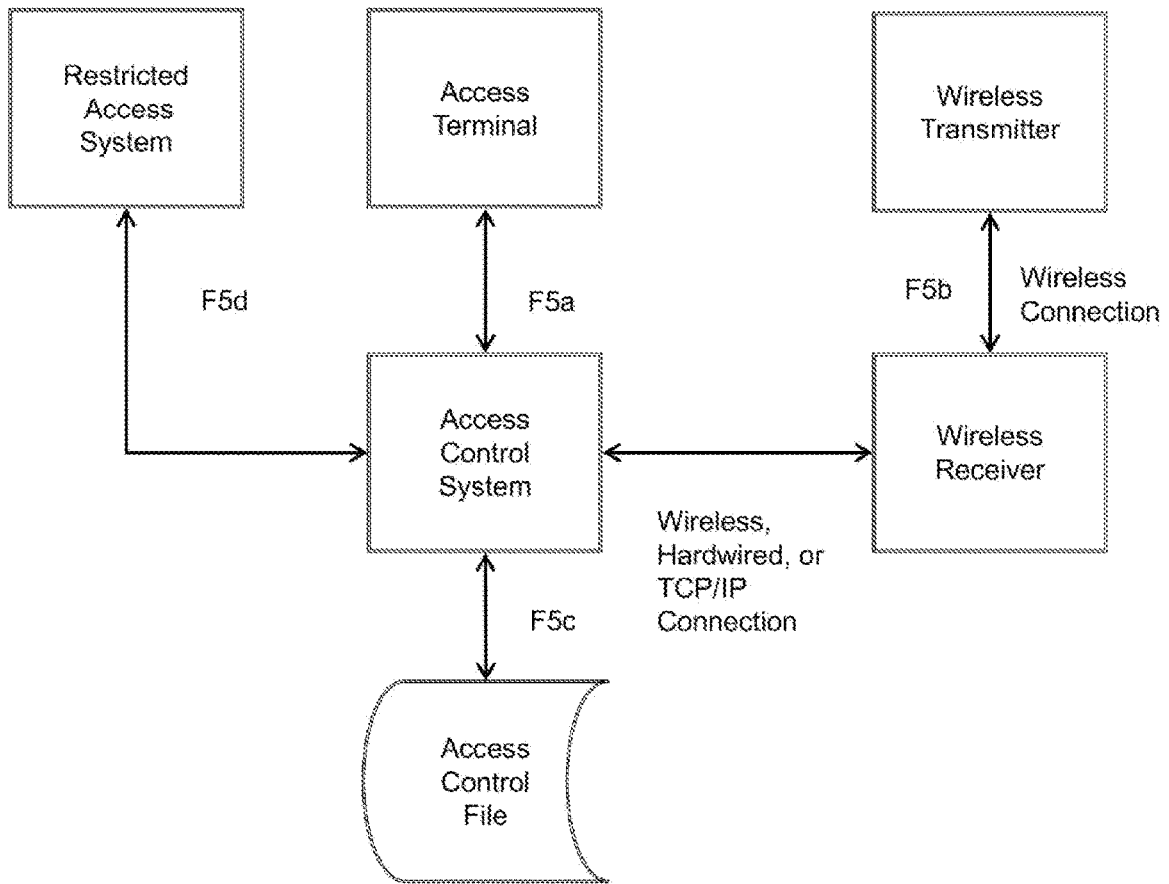 Restricted
Access
System
Access
Terminal
Wireless
Transmitter
F5d
F5a
F5b
Wireless
Connection
Access
Control
System
Wireless
Receiver
Wireless,
Hardwired, or
TCP/IP
Connection
F5c
Access
Control
File